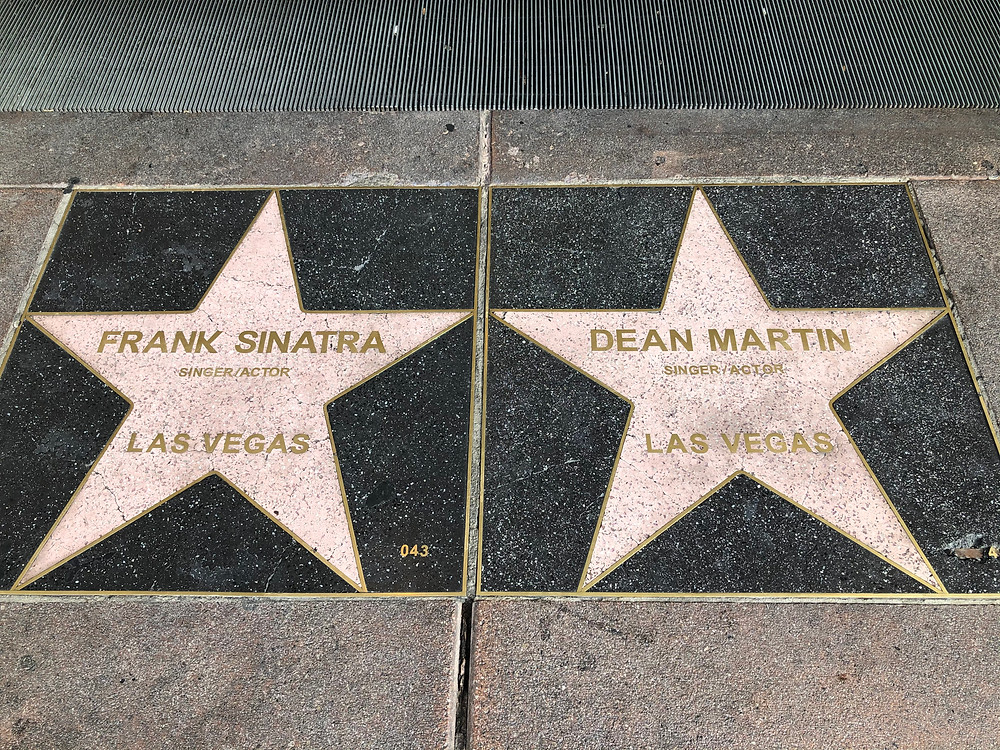 FRANK SINATRA
SINGER/ACTOR
LAS VEGAS
043
DEAN MARTIN
SINGER/ACTOR
LAS VEGAS